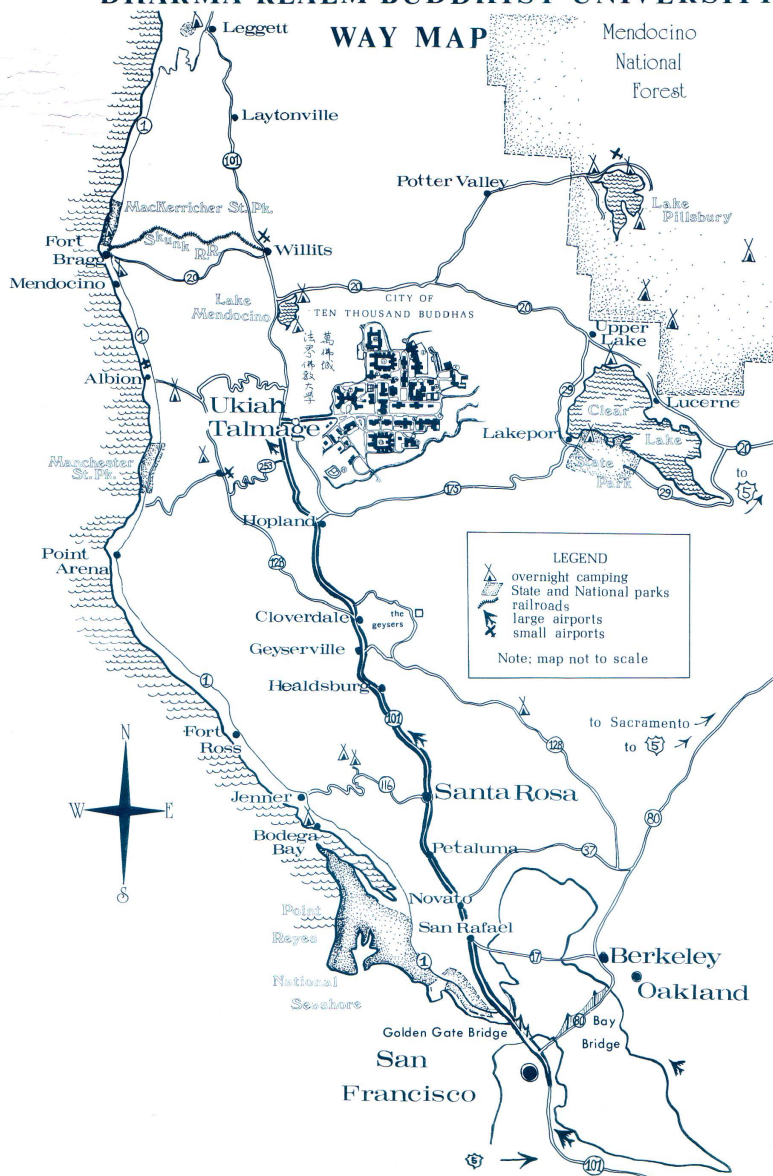 DHARMA REALM BUDDHIST UNIVERSITY
WAY MAP
Mendocino
National
Forest
Leggett
1
Laytonville
101
Potter Valley
Lake
Pillsbury
MacKerricher St. Pk.
Skunk R.R.
Fort
Bragg
Willits
20
Mendocino
Lake
Mendocino
20
CITY OF
TEN THOUSAND BUDDHAS
萬佛城
法界佛教大学
20
Upper
Lake
1
Albion
Ukiah
Talmage
29
Clear
Lake
Lucerne
Lakepor
State
Park
20
to
5
29
Manchester
St. Pk.
253
175
Hopland
Point
Arena
128
LEGEND
overnight camping
State and National parks
railroads
large airports
small airports
Note; map not to scale
Cloverdale
the
geysers
Geyserville
Healdsburg
1
101
to Sacramento
to 5
128
Fort
Ross
N
W
E
S
Jenner
116
Santa Rosa
80
Bodega
Bay
Petaluma
37
Novato
Point
Reyes
National
Seashore
San Rafael
1
17
Berkeley
Oakland
Golden Gate Bridge
80 Bay
Bridge
San
Francisco
5
101